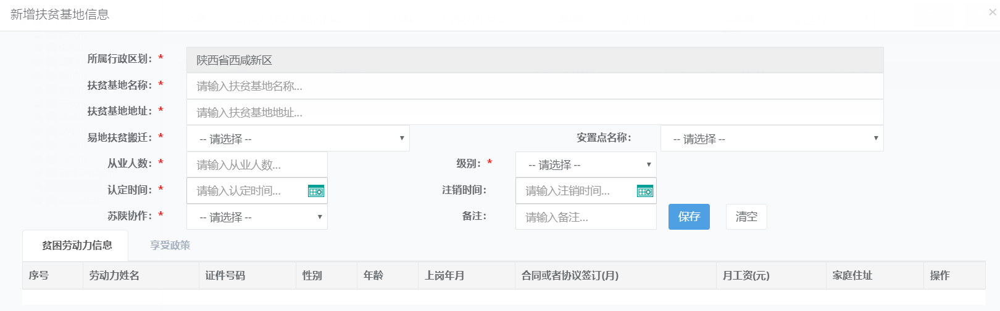 新增扶贫基地信息 ×
所属行政区划： * 陕西省西咸新区
扶贫基地名称： * 请输入扶贫基地名称...
扶贫基地地址： * 请输入扶贫基地地址...
易地扶贫搬迁： * -- 请选择 -- 安置点名称： -- 请选择 --
从业人数： * 请输入从业人数... 级别： * -- 请选择 --
认定时间： * 请输入认定时间... 注销时间： 请输入注销时间...
苏陕协作： * -- 请选择 -- 备注： 请输入备注... 保存 清空
贫困劳动力信息 享受政策
序号 劳动力姓名 证件号码 性别 年龄 上岗年月 合同或者协议签订(月) 月工资(元) 家庭住址 操作